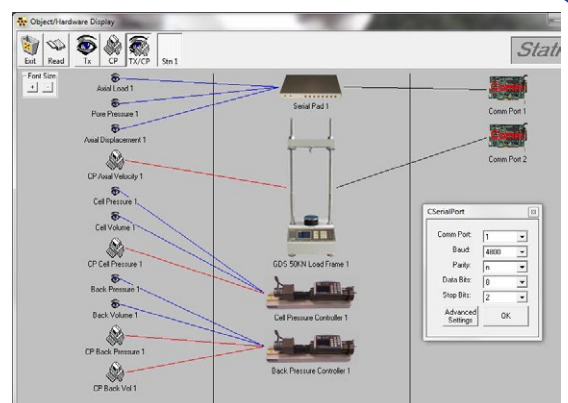 Object/Hardware Display
Exit
Read
Tx
CP
TX/CP
Stn 1
Font Size
+
-
Axial Load 1
Pore Pressure 1
Axial Displacement 1
CP Axial Velocity 1
Cell Pressure 1
Cell Volume 1
CP Cell Pressure 1
Back Pressure 1
Back Volume 1
CP Back Pressure 1
CP Back Vol 1
Serial Pad 1
GDS 50KN Load Frame 1
Cell Pressure Controller 1
Back Pressure Controller 1
Comm Port 1
Comm Port 2
CSerialPort
Comm Port: 1
Baud: 4800
Parity: n
Data Bits: 8
Stop Bits: 2
Advanced
Settings
OK